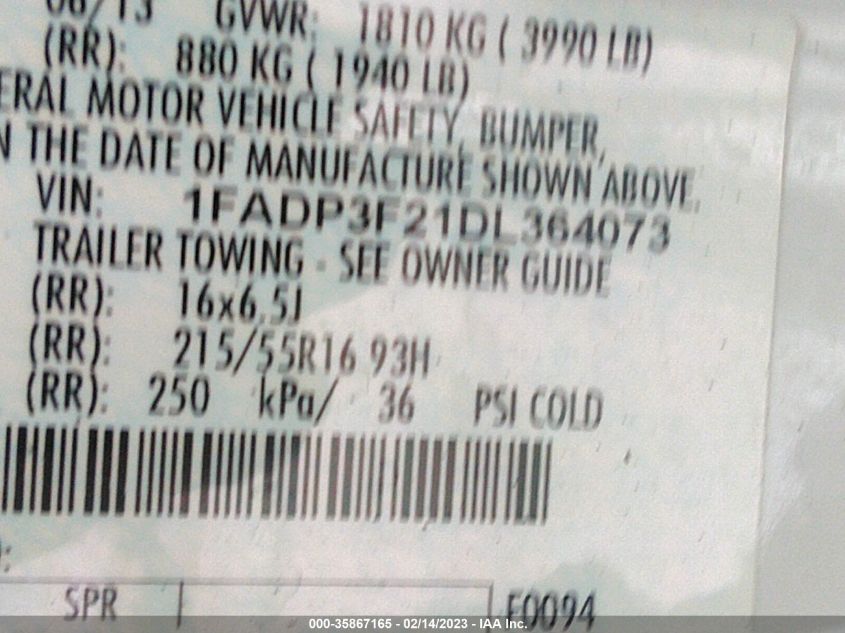 06/13 GVWR: 1810 KG ( 3990 LB)
(RR): 880 KG ( 1940 LB)
ERAL MOTOR VEHICLE SAFETY, BUMPER,
N THE DATE OF MANUFACTURE SHOWN ABOVE.
VIN: 1FADP3F21DL364073
TRAILER TOWING - SEE OWNER GUIDE
(RR): 16x6.5J
(RR): 215/55R16 93H
(RR): 250 kPa/ 36 PSI COLD
):
SPR
F0094
000-35867165 - 02/14/2023 - IAA Inc.